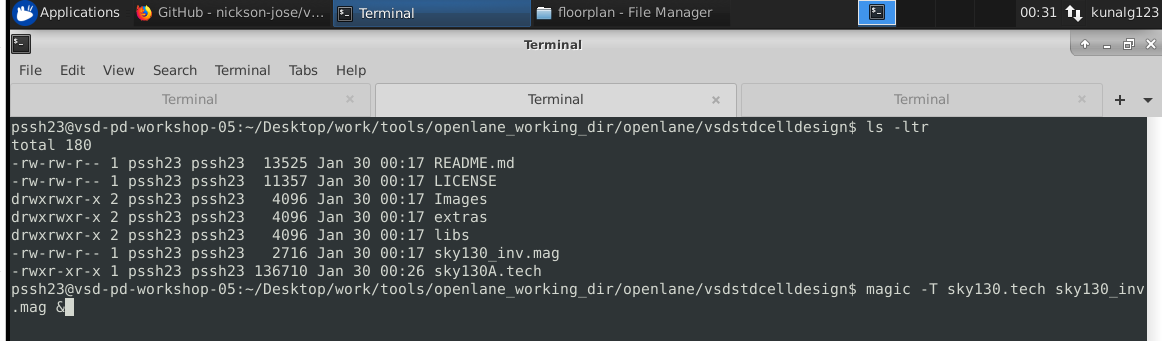 Applications GitHub - nickson-jose/v... Terminal floorplan - File Manager 00:31 kunalg123
Terminal
File Edit View Search Terminal Tabs Help
Terminal Terminal Terminal
pssh23@vsd-pd-workshop-05:~/Desktop/work/tools/openlane_working_dir/openlane/vsdstdcelldesign$ ls -ltr
total 180
-rw-rw-r-- 1 pssh23 pssh23  13525 Jan 30 00:17 README.md
-rw-rw-r-- 1 pssh23 pssh23  11357 Jan 30 00:17 LICENSE
drwxrwxr-x 2 pssh23 pssh23   4096 Jan 30 00:17 Images
drwxrwxr-x 2 pssh23 pssh23   4096 Jan 30 00:17 extras
drwxrwxr-x 2 pssh23 pssh23   4096 Jan 30 00:17 libs
-rw-rw-r-- 1 pssh23 pssh23   2716 Jan 30 00:17 sky130_inv.mag
-rwxr-xr-x 1 pssh23 pssh23 136710 Jan 30 00:26 sky130A.tech
pssh23@vsd-pd-workshop-05:~/Desktop/work/tools/openlane_working_dir/openlane/vsdstdcelldesign$ magic -T sky130.tech sky130_inv
.mag &